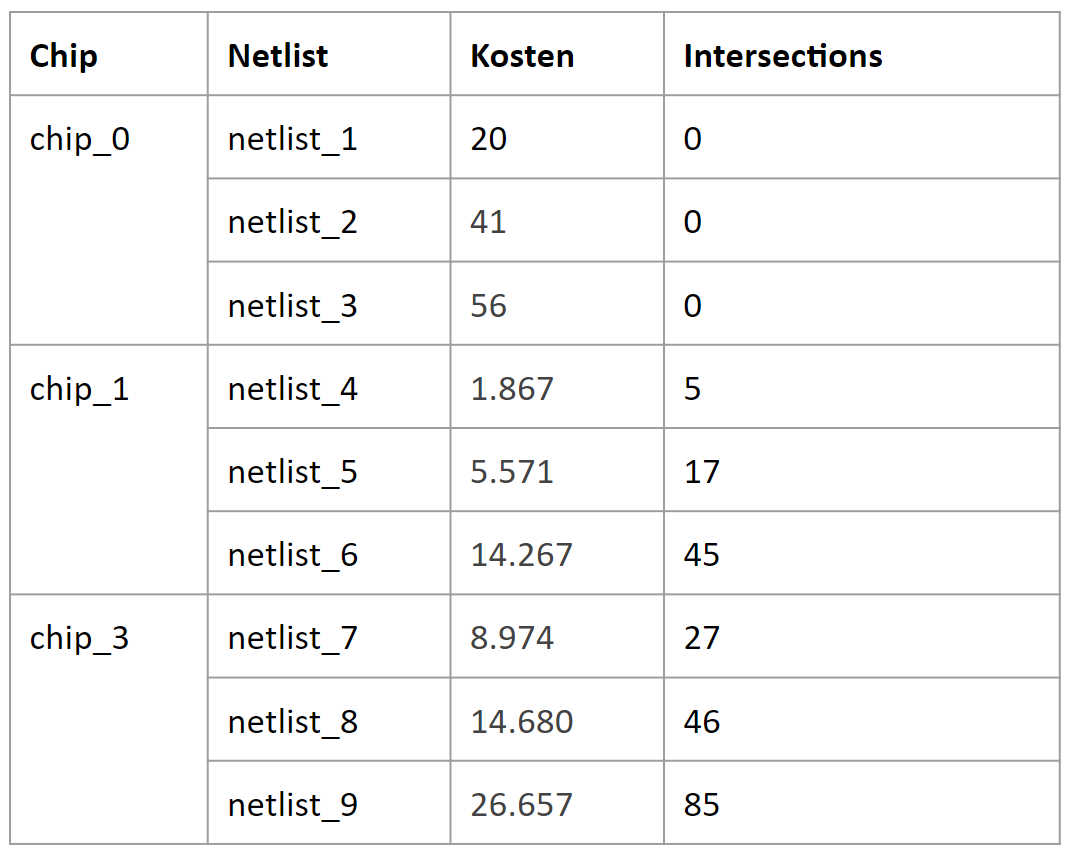 Chip Netlist Kosten Intersections
chip_0 netlist_1 20 0
netlist_2 41 0
netlist_3 56 0
chip_1 netlist_4 1.867 5
netlist_5 5.571 17
netlist_6 14.267 45
chip_3 netlist_7 8.974 27
netlist_8 14.680 46
netlist_9 26.657 85